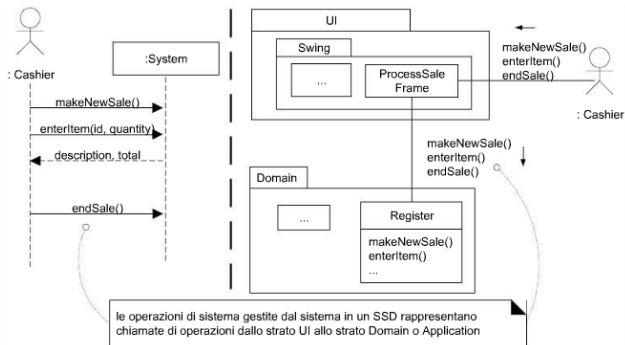 : Cashier
:System
makeNewSale()
enterItem(id, quantity)
description, total
endSale()
UI
Swing
...
ProcessSale
Frame
makeNewSale()
enterItem()
endSale()
: Cashier
makeNewSale()
enterItem()
endSale()
Domain
...
Register
makeNewSale()
enterItem()
...
le operazioni di sistema gestite dal sistema in un SSD rappresentano
chiamate di operazioni dallo strato UI allo strato Domain o Application